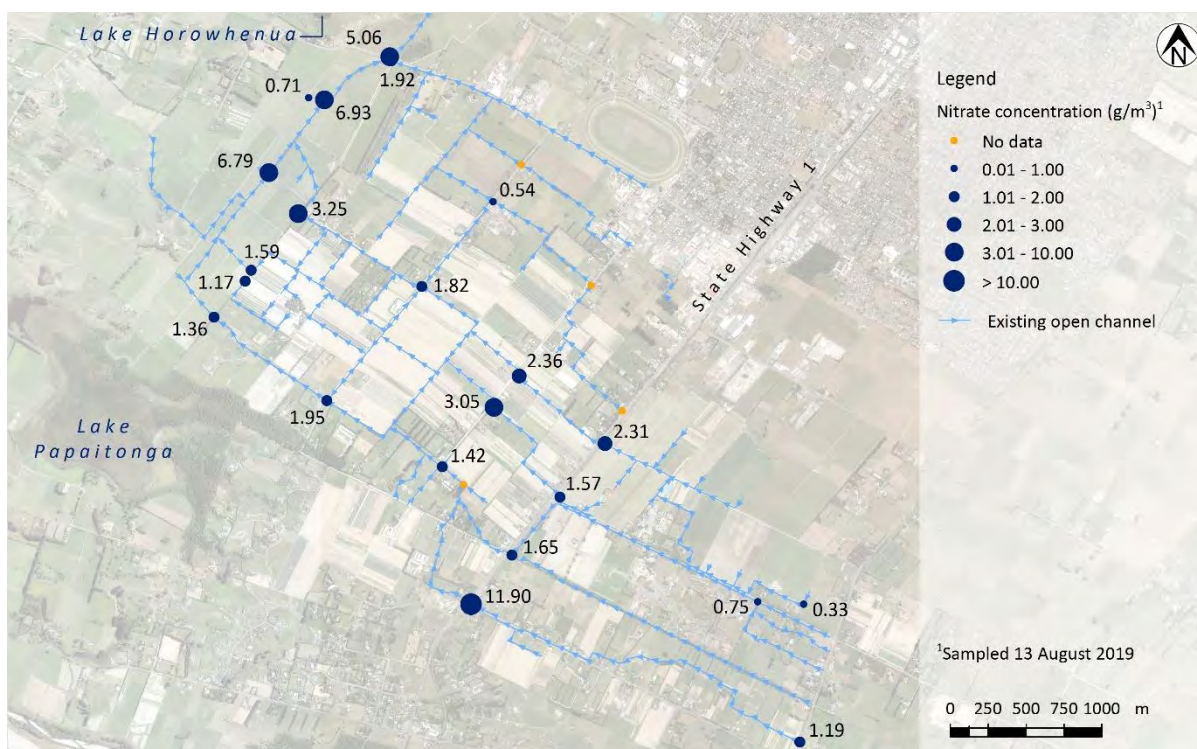 Lake Horowhenua
5.06
1.92
0.71
6.93
6.79
3.25
0.54
1.59
1.17
1.82
1.36
State Highway 1
2.36
3.05
1.95
2.31
Lake
Papaitonga
1.42
1.57
1.65
11.90
0.75
0.33
1.19
N
Legend
Nitrate concentration (g/m³)¹
No data
0.01 - 1.00
1.01 - 2.00
2.01 - 3.00
3.01 - 10.00
> 10.00
Existing open channel
¹Sampled 13 August 2019
0 250 500 750 1000 m